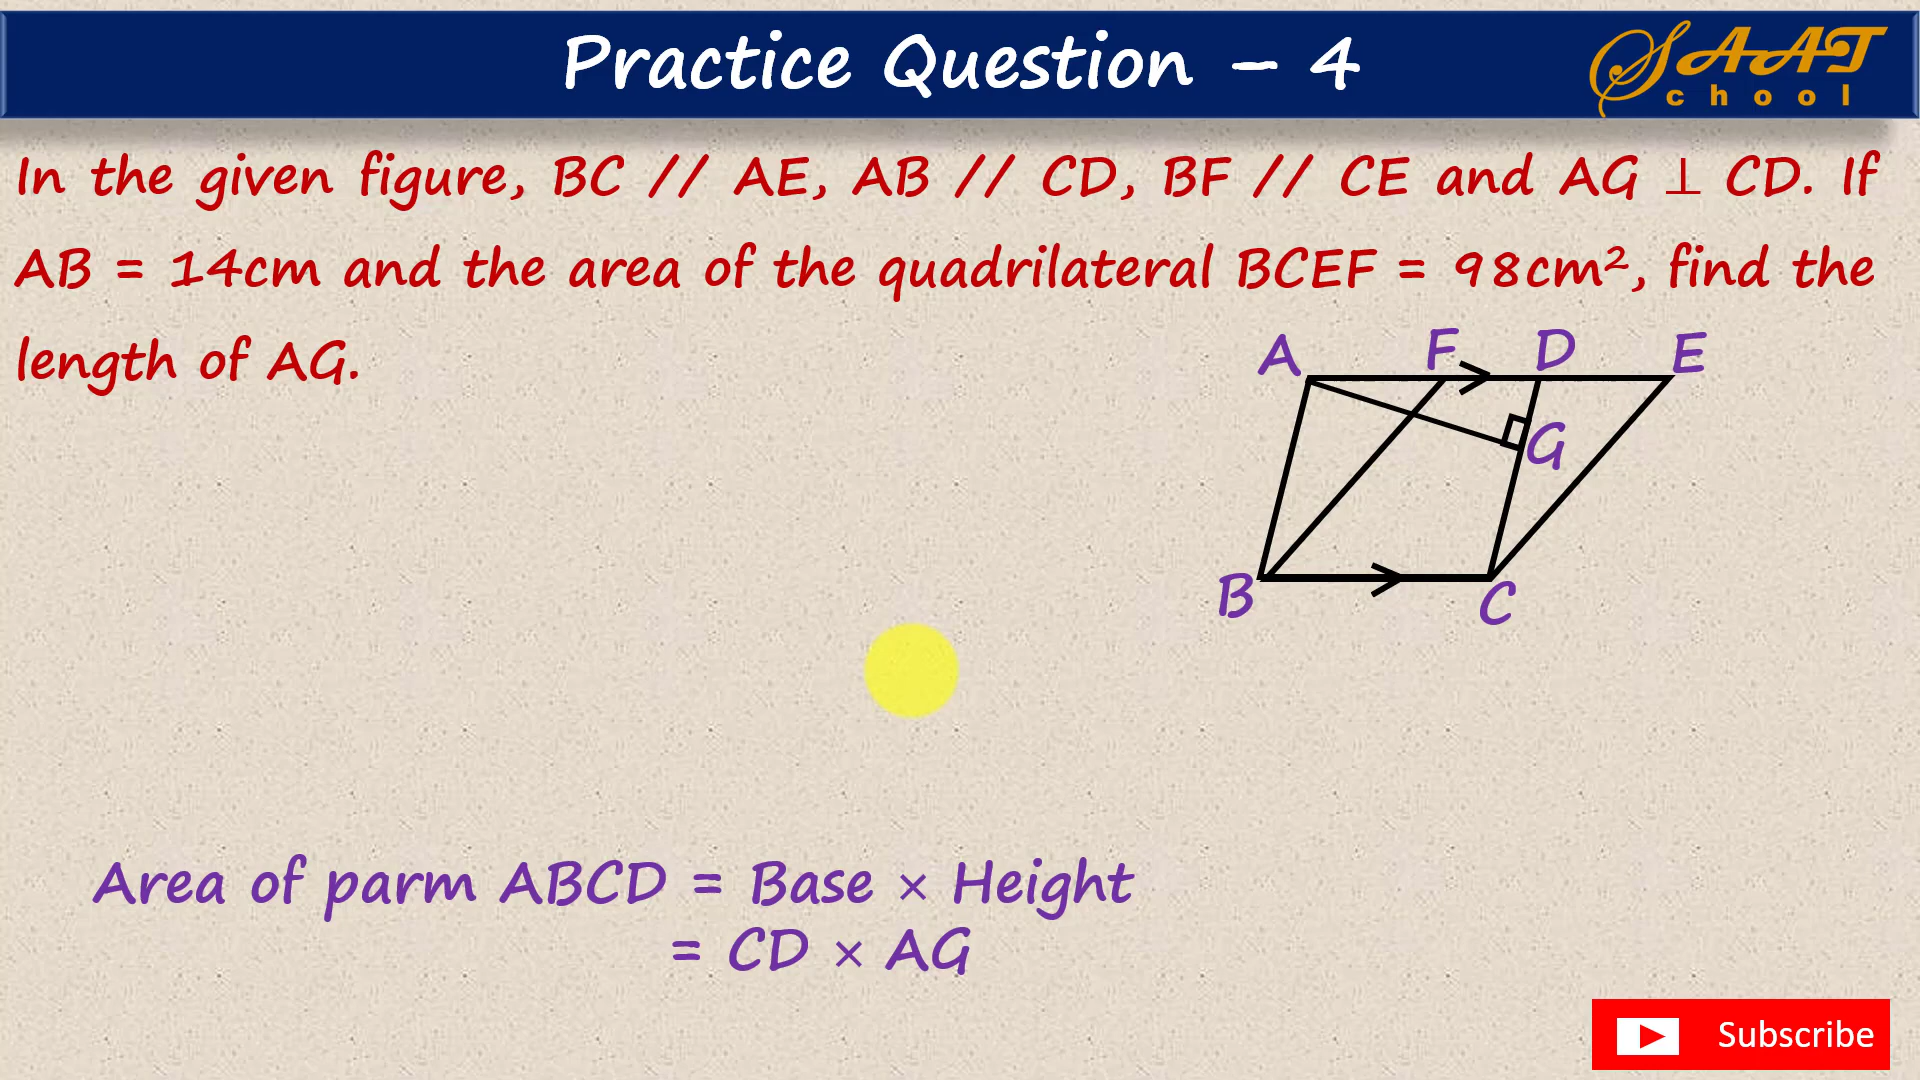 Practice Question – 4
SAAT
chool
In the given figure, BC // AE, AB // CD, BF // CE and AG ⊥ CD. If
AB = 14cm and the area of the quadrilateral BCEF = 98cm², find the
length of AG.
A F D E
G
B C
Area of parm ABCD = Base × Height
= CD × AG
Subscribe